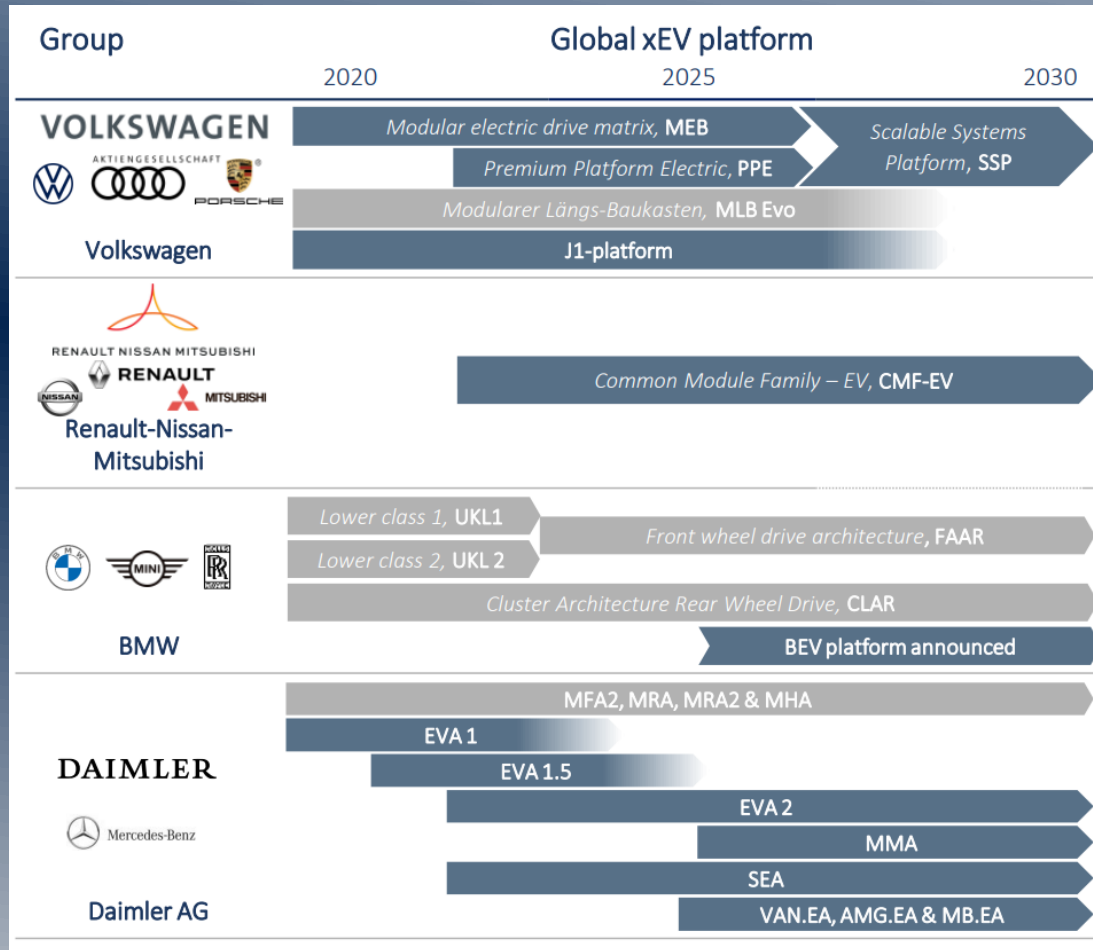 Group
Global xEV platform
2020 2025 2030
VOLKSWAGEN
AKTIENGESELLSCHAFT
PORSCHE
Volkswagen
Modular electric drive matrix, MEB
Premium Platform Electric, PPE
Scalable Systems
Platform, SSP
Modularer Längs-Baukasten, MLB Evo
J1-platform
RENAULT NISSAN MITSUBISHI
RENAULT
NISSAN
MITSUBISHI
Renault-Nissan-
Mitsubishi
Common Module Family – EV, CMF-EV
BMW
MINI
BMW
Lower class 1, UKL1
Lower class 2, UKL 2
Front wheel drive architecture, FAAR
Cluster Architecture Rear Wheel Drive, CLAR
BEV platform announced
DAIMLER
Mercedes-Benz
Daimler AG
MFA2, MRA, MRA2 & MHA
EVA 1
EVA 1.5
EVA 2
MMA
SEA
VAN.EA, AMG.EA & MB.EA